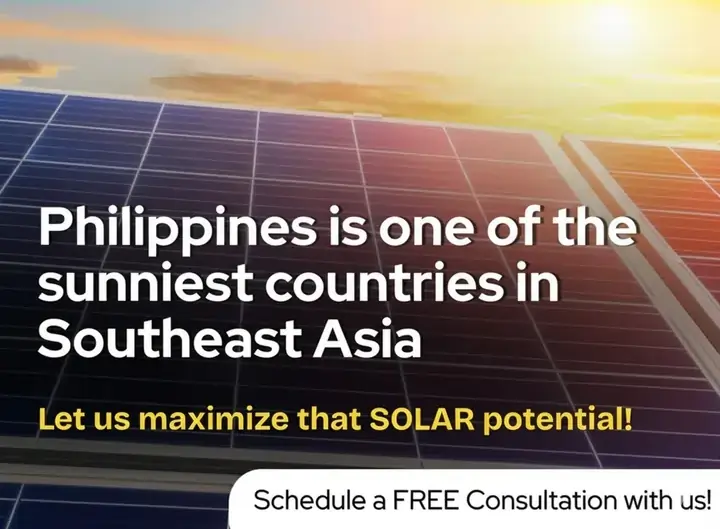 Philippines is one of the
sunniest countries in
Southeast Asia
Let us maximize that SOLAR potential!
Schedule a FREE Consultation with us!